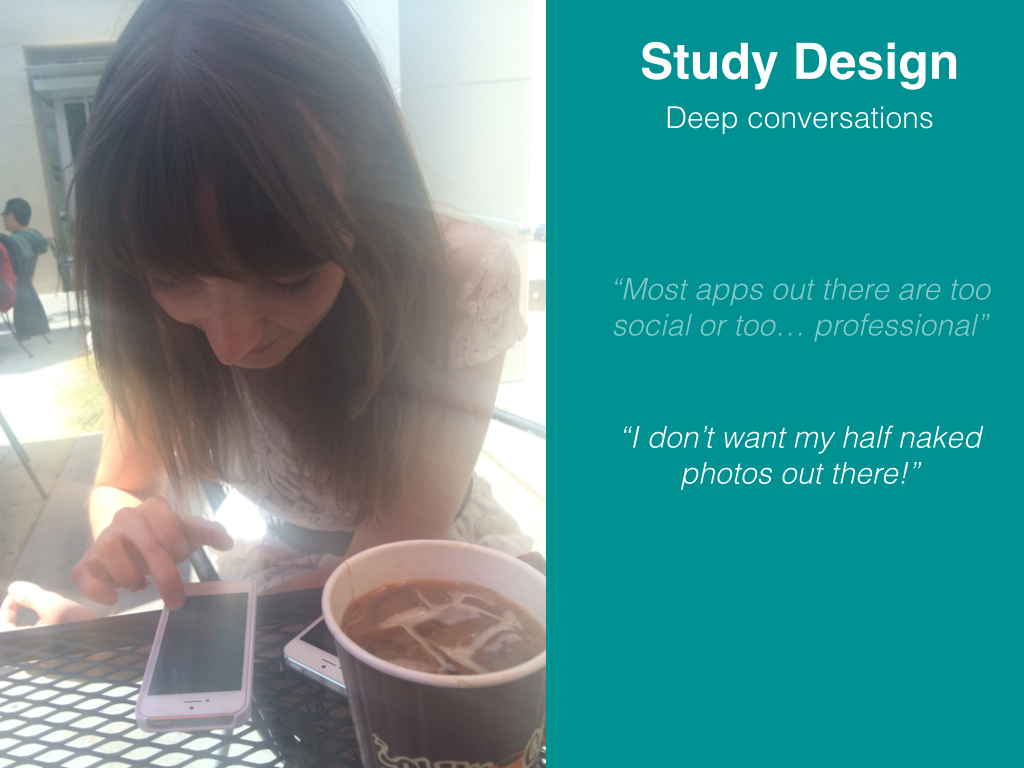 Study Design
Deep conversations
“Most apps out there are too
social or too… professional”
“I don’t want my half naked
photos out there!”